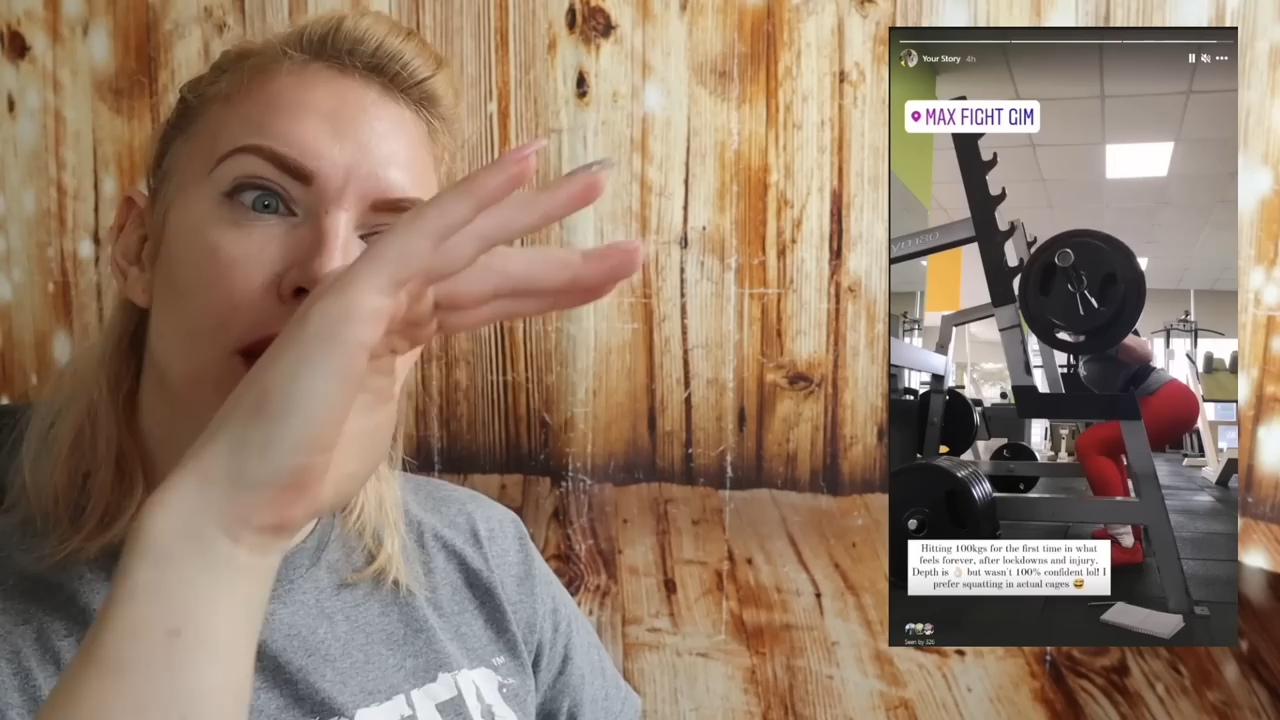 Your Story 4h
MAX FIGHT GIM
Hitting 100kgs for the first time in what
feels forever, after lockdowns and injury.
Depth is 👌🏻 but wasn't 100% confident lol! I
prefer squatting in actual cages 😅
Seen by 326
TM